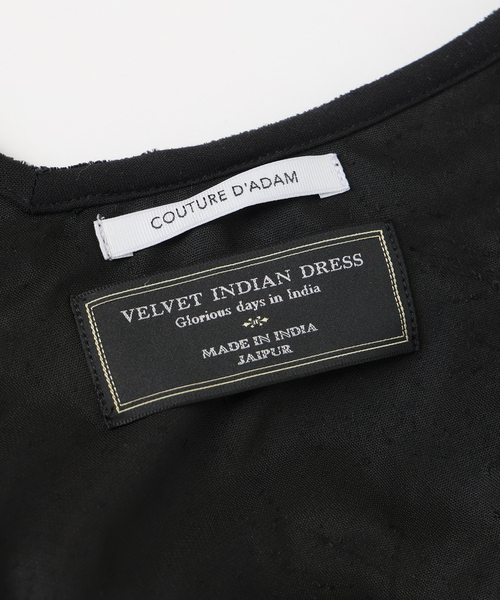 COUTURE D'ADAM
VELVET INDIAN DRESS
Glorious days in India
MADE IN INDIA
JAIPUR